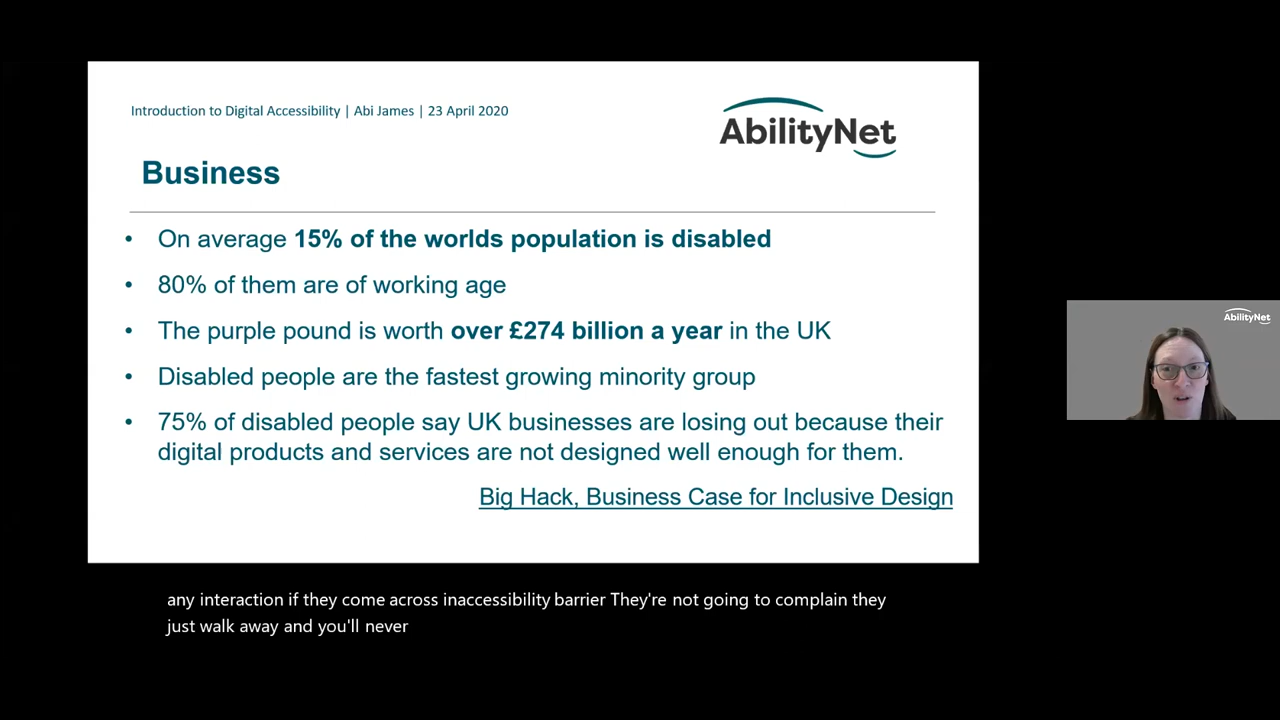 Introduction to Digital Accessibility | Abi James | 23 April 2020
AbilityNet
Business
• On average 15% of the worlds population is disabled
• 80% of them are of working age
• The purple pound is worth over £274 billion a year in the UK
• Disabled people are the fastest growing minority group
• 75% of disabled people say UK businesses are losing out because their
digital products and services are not designed well enough for them.
Big Hack, Business Case for Inclusive Design
AbilityNet
any interaction if they come across inaccessibility barrier They're not going to complain they
just walk away and you'll never